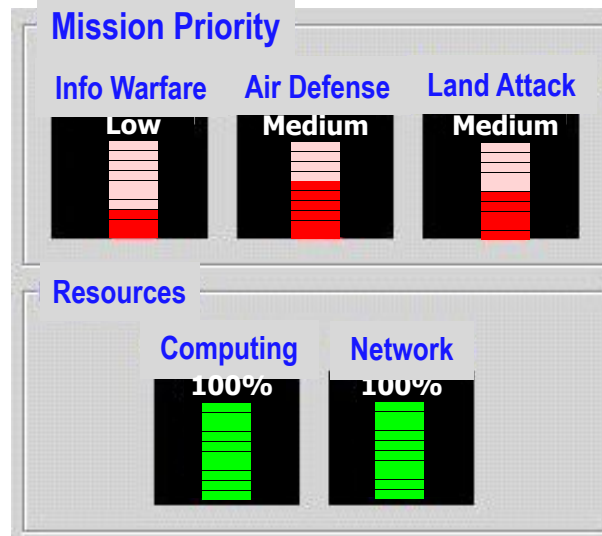 Mission Priority
Info Warfare Air Defense Land Attack
Low Medium Medium
Resources
Computing Network
100% 100%